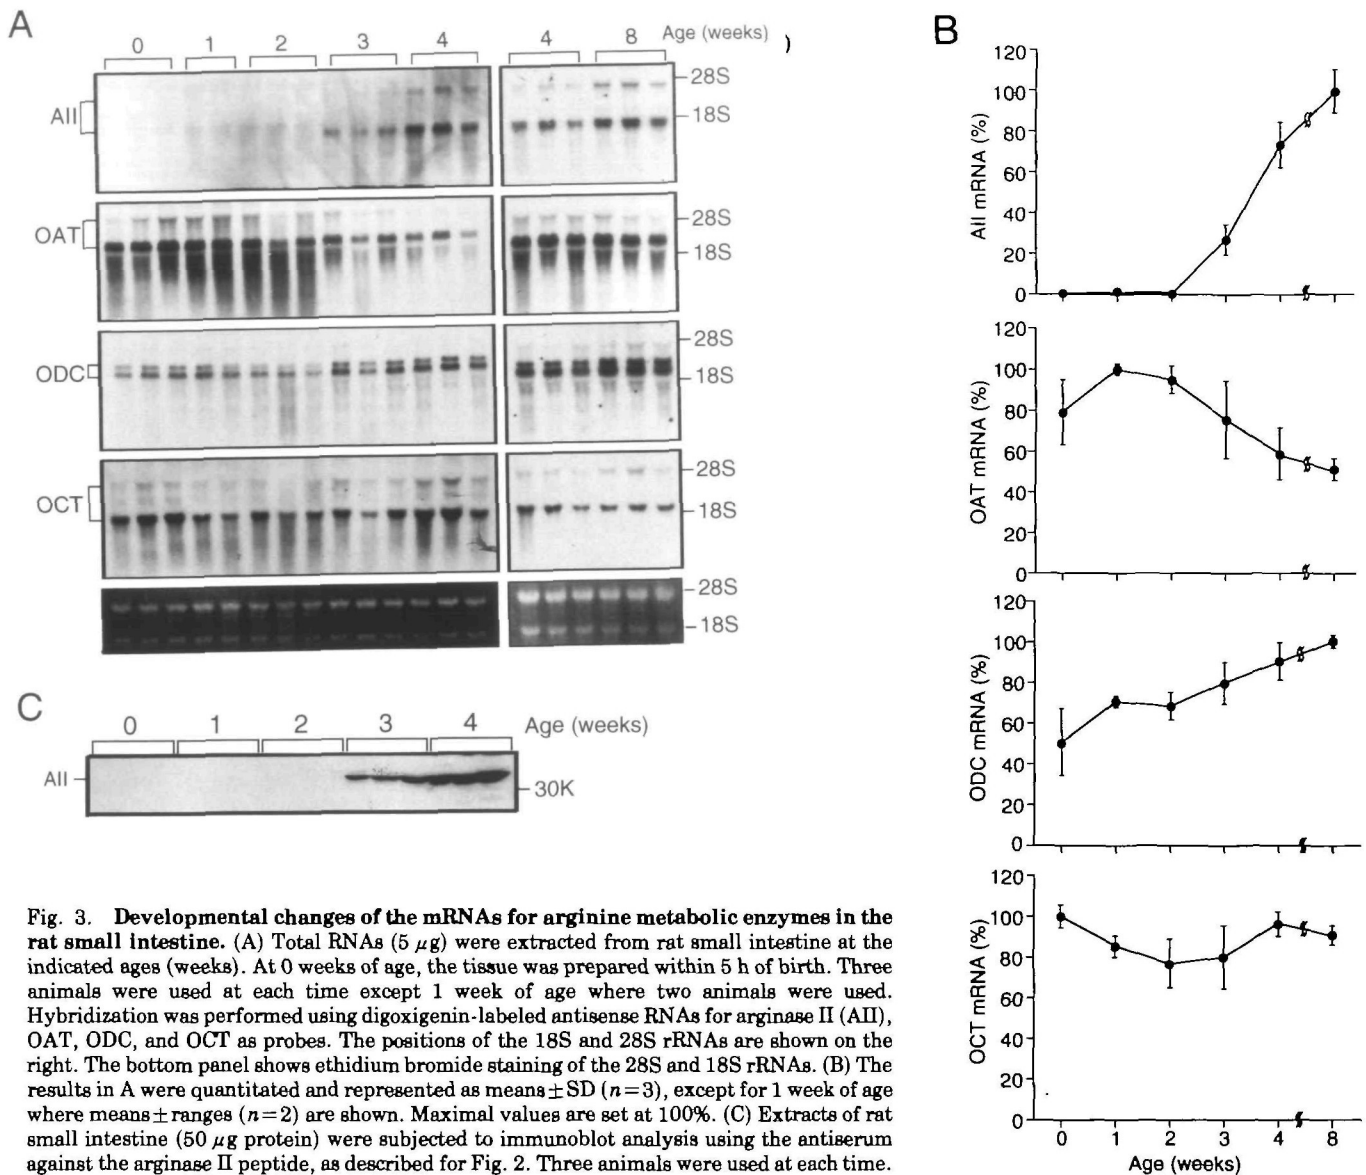 A
0 1 2 3 4 4 8 Age (weeks) )
AII
28S
18S
OAT
28S
18S
ODC
28S
18S
OCT
28S
18S
28S
18S
B
120
100
80
60
40
20
0
AII mRNA (%)
120
100
80
60
40
20
0
OAT mRNA (%)
120
100
80
60
40
20
0
ODC mRNA (%)
120
100
80
60
40
20
0
OCT mRNA (%)
0 1 2 3 4 8
Age (weeks)
C
0 1 2 3 4 Age (weeks)
AII
30K
Fig. 3. Developmental changes of the mRNAs for arginine metabolic enzymes in the
rat small intestine. (A) Total RNAs (5 μg) were extracted from rat small intestine at the
indicated ages (weeks). At 0 weeks of age, the tissue was prepared within 5 h of birth. Three
animals were used at each time except 1 week of age where two animals were used.
Hybridization was performed using digoxigenin-labeled antisense RNAs for arginase II (AII),
OAT, ODC, and OCT as probes. The positions of the 18S and 28S rRNAs are shown on the
right. The bottom panel shows ethidium bromide staining of the 28S and 18S rRNAs. (B) The
results in A were quantitated and represented as means±SD (n=3), except for 1 week of age
where means±ranges (n=2) are shown. Maximal values are set at 100%. (C) Extracts of rat
small intestine (50 μg protein) were subjected to immunoblot analysis using the antiserum
against the arginase II peptide, as described for Fig. 2. Three animals were used at each time.